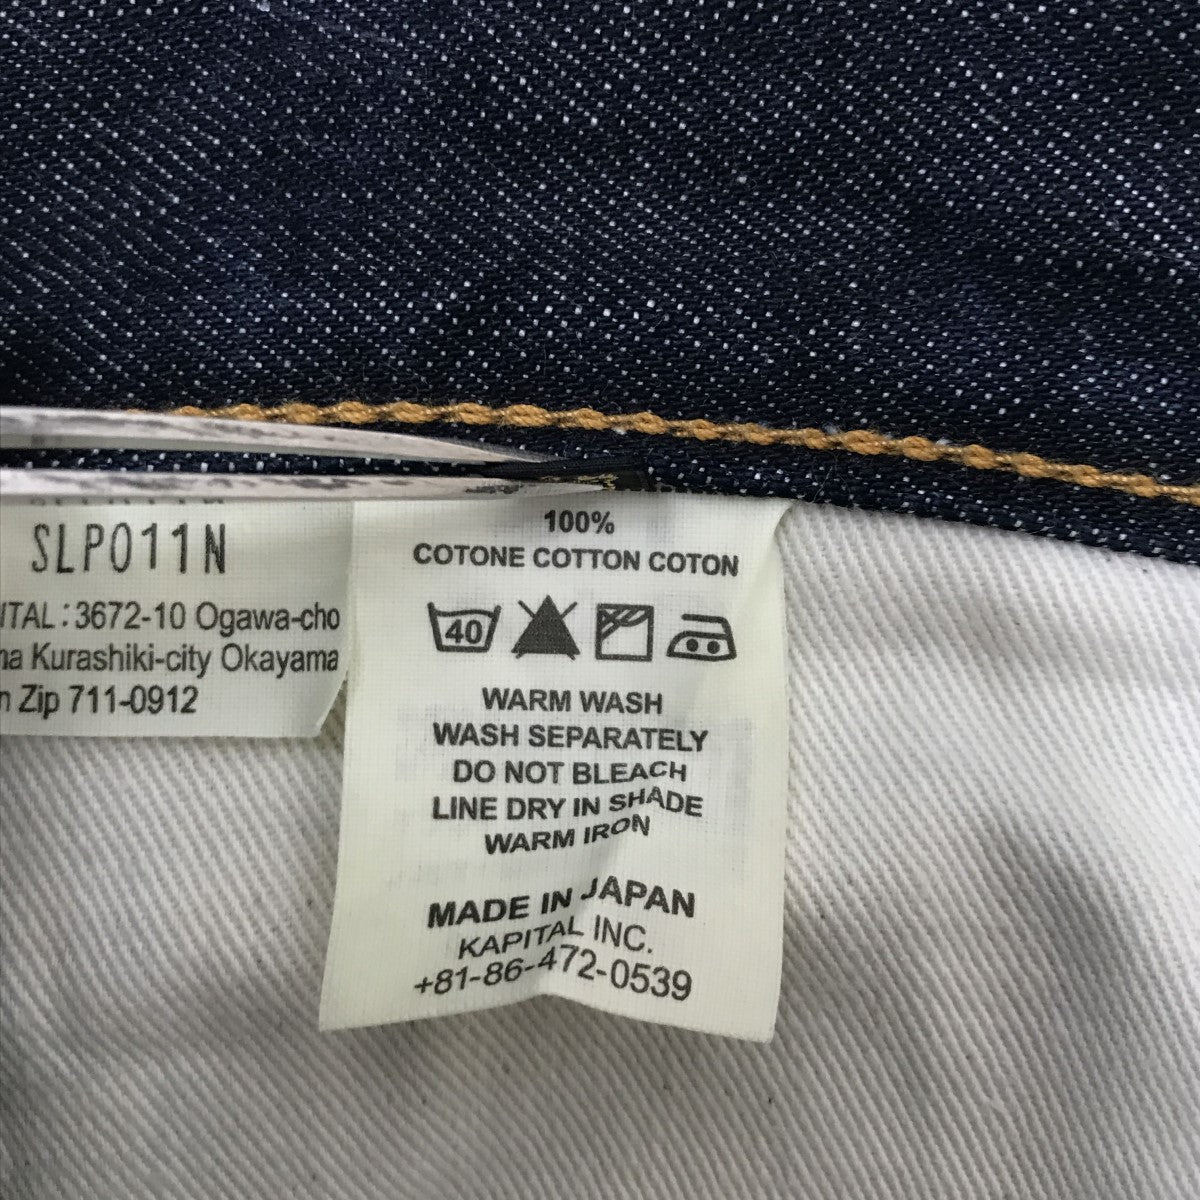 SLP011N
ITAL:3672-10 Ogawa-cho
Kurashiki-city Okayama
Zip 711-0912
100%
COTONE COTTON COTON
40
WARM WASH
WASH SEPARATELY
DO NOT BLEACH
LINE DRY IN SHADE
WARM IRON
MADE IN JAPAN
KAPITAL INC.
+81-86-472-0539